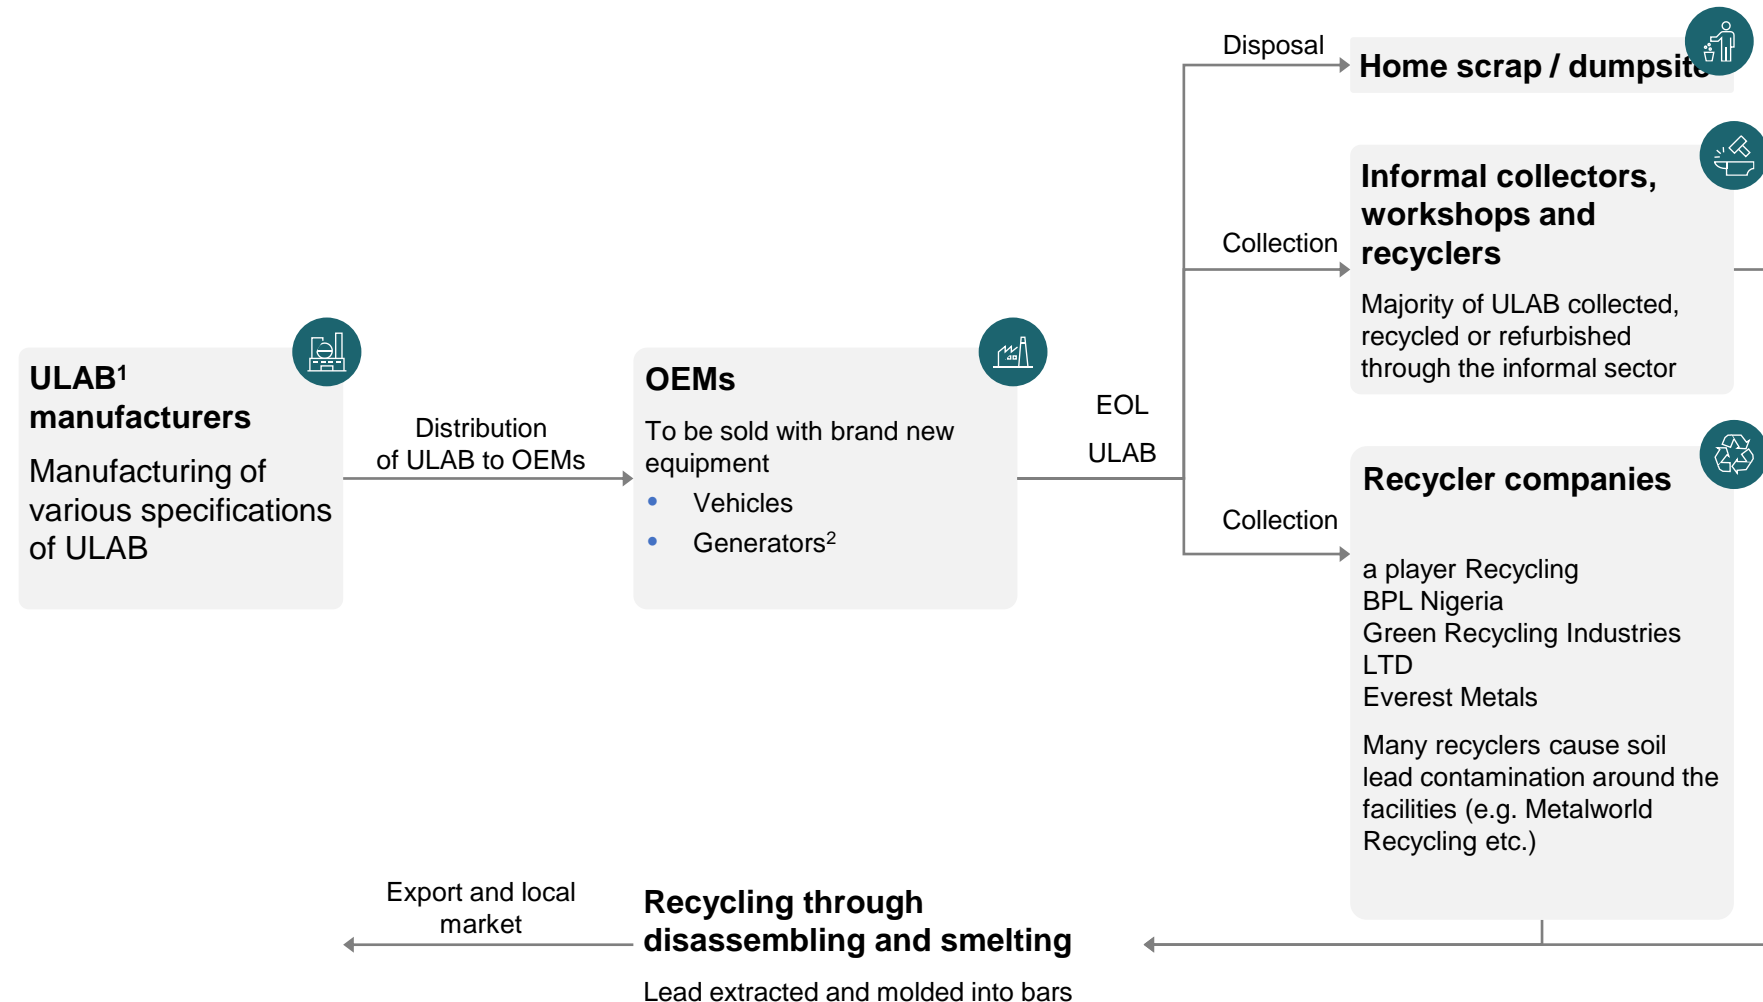 Disposal
Home scrap / dumpsite
Informal collectors,
workshops and
recyclers
Collection
Majority of ULAB collected,
recycled or refurbished
through the informal sector
ULAB¹
manufacturers
Manufacturing of
various specifications
of ULAB
Distribution
of ULAB to OEMs
OEMs
To be sold with brand new
equipment
• Vehicles
• Generators²
EOL
ULAB
Collection
Recycler companies
a player Recycling
BPL Nigeria
Green Recycling Industries
LTD
Everest Metals
Many recyclers cause soil
lead contamination around the
facilities (e.g. Metalworld
Recycling etc.)
Export and local
market
Recycling through
disassembling and smelting
Lead extracted and molded into bars